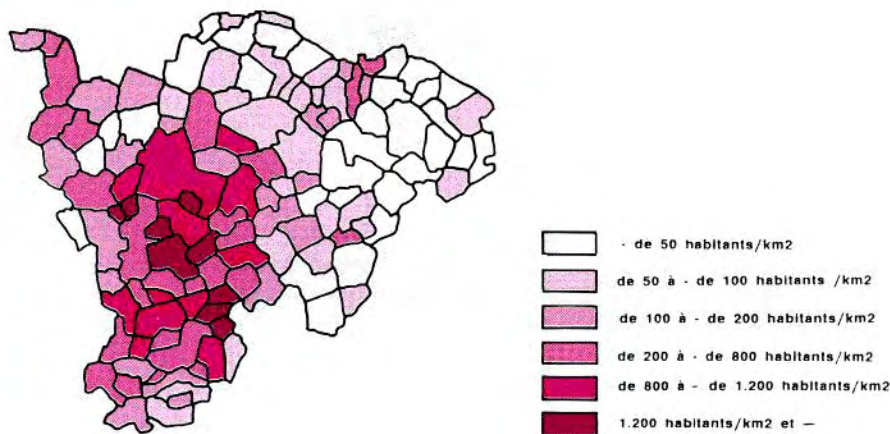 - de 50 habitants/km2
de 50 à - de 100 habitants /km2
de 100 à - de 200 habitants/km2
de 200 à - de 800 habitants/km2
de 800 à - de 1.200 habitants/km2
1.200 habitants/km2 et —